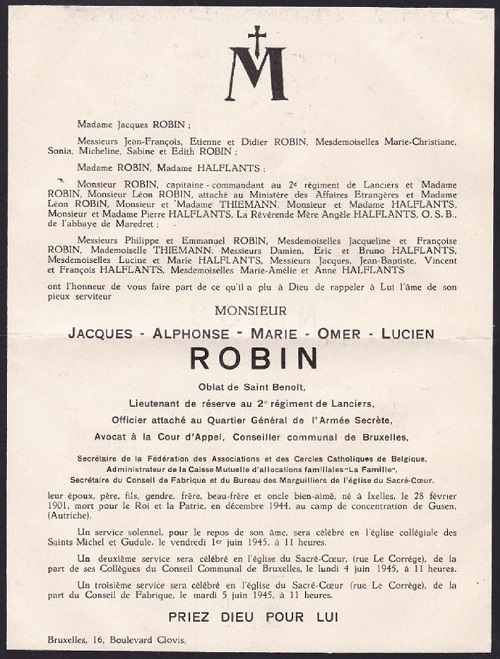 M
Madame Jacques ROBIN ;
Messieurs Jean-François, Etienne et Didier ROBIN, Mesdemoiselles Marie-Christiane,
Sonia, Micheline, Sabine et Edith ROBIN ;
Madame ROBIN, Madame HALFLANTS ;
Monsieur ROBIN, capitaine-commandant au 2e régiment de Lanciers et Madame
ROBIN, Monsieur Léon ROBIN, attaché au Ministère des Affaires Etrangères et Madame
Léon ROBIN, Monsieur et Madame THIEMANN, Monsieur et Madame HALFLANTS,
Monsieur et Madame Pierre HALFLANTS, La Révérende Mère Angèle HALFLANTS, O. S. B.
de l'abbaye de Maredret ;
Messieurs Philippe et Emmanuel ROBIN, Mesdemoiselles Jacqueline et Françoise
ROBIN, Mademoiselle THIEMANN; Messieurs Damien, Eric et Bruno HALFLANTS,
Mesdemoiselles Lucine et Marie HALFLANTS, Messieurs Jacques, Jean-Baptiste, Vincent
et François HALFLANTS, Mesdemoiselles Marie-Amélie et Anne HALFLANTS
ont l'honneur de vous faire part de ce qu'il a plu à Dieu de rappeler à Lui l'âme de son
pieux serviteur
MONSIEUR
JACQUES - ALPHONSE - MARIE - OMER - LUCIEN
ROBIN
Oblat de Saint Benoît,
Lieutenant de réserve au 2e régiment de Lanciers,
Officier attaché au Quartier Général de l'Armée Secrète,
Avocat à la Cour d'Appel, Conseiller communal de Bruxelles,
Secrétaire de la Fédération des Associations et des Cercles Catholiques de Belgique,
Administrateur de la Caisse Mutuelle d'allocations familiales "La Famille",
Secrétaire du Conseil de Fabrique et du Bureau des Marguilliers de l'église du Sacré-Cœur.
leur époux, père, fils, gendre, frère, beau-frère et oncle bien-aimé, né à Ixelles, le 28 février
1901, mort pour le Roi et la Patrie, en décembre 1944, au camp de concentration de Gusen,
(Autriche).
Un service solennel, pour le repos de son âme, sera célébré en l'église collégiale des
Saints Michel et Gudule, le vendredi 1er juin 1945, à 11 heures.
Un deuxième service sera célébré en l'église du Sacré-Cœur, (rue Le Corrège), de la
part de ses Collègues du Conseil Communal de Bruxelles, le lundi 4 juin 1945, à 11 heures.
Un troisième service sera célébré en l'église du Sacré-Cœur (rue Le Corrège), de la
part du Conseil de Fabrique, le mardi 5 juin 1945, à 11 heures.
PRIEZ DIEU POUR LUI
Bruxelles, 16, Boulevard Clovis.